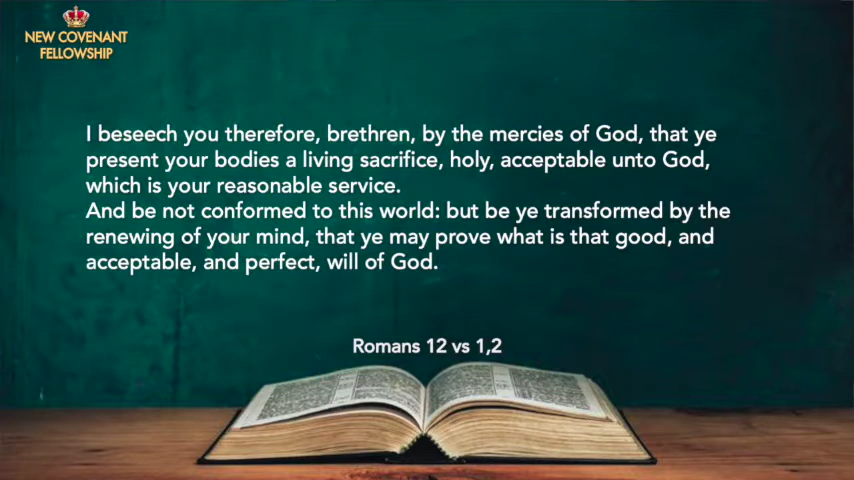 NEW COVENANT
FELLOWSHIP
I beseech you therefore, brethren, by the mercies of God, that ye
present your bodies a living sacrifice, holy, acceptable unto God,
which is your reasonable service.
And be not conformed to this world: but be ye transformed by the
renewing of your mind, that ye may prove what is that good, and
acceptable, and perfect, will of God.
Romans 12 vs 1,2